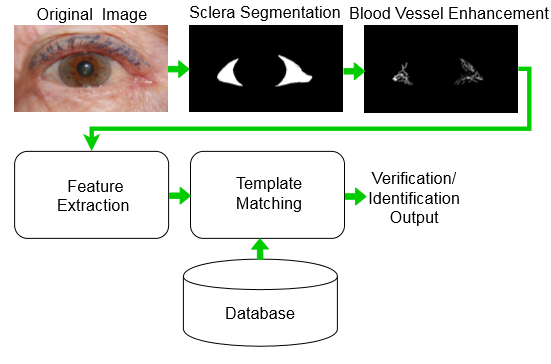 Original Image
Sclera Segmentation
Blood Vessel Enhancement
Feature
Extraction
Template
Matching
Verification/
Identification
Output
Database